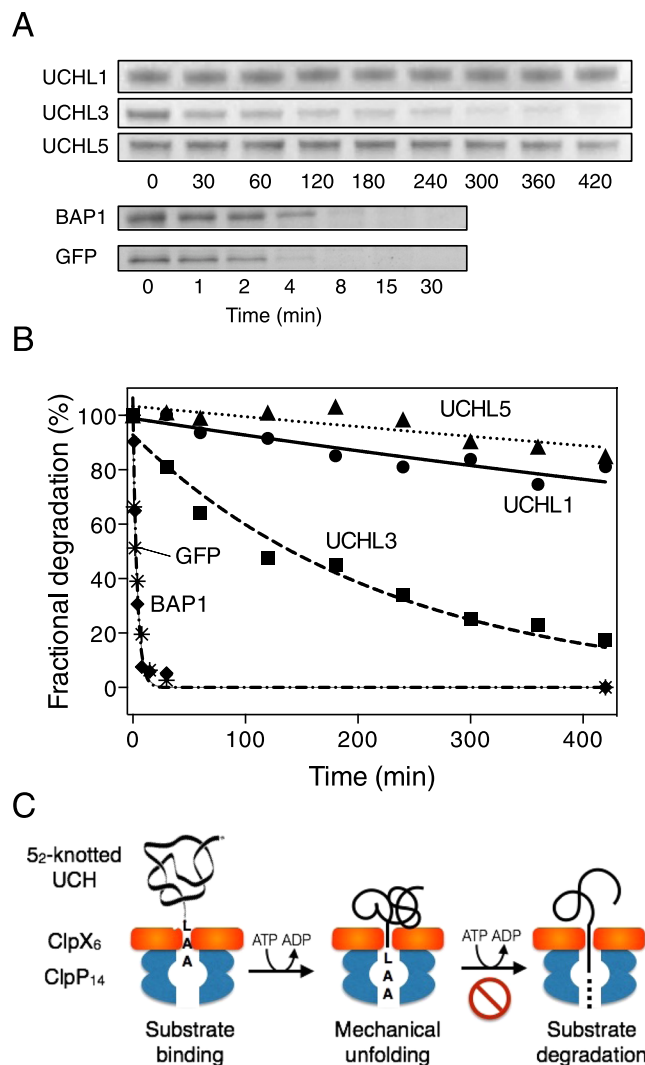 A
UCHL1
UCHL3
UCHL5
0 30 60 120 180 240 300 360 420
BAP1
GFP
0 1 2 4 8 15 30
Time (min)
B
Fractional degradation (%)
100
80
60
40
20
0
UCHL5
UCHL1
UCHL3
GFP
BAP1
0 100 200 300 400
Time (min)
C
5₂-knotted
UCH
ClpX₆
ClpP₁₄
L
A
A
ATP ADP
L
A
A
ATP ADP
Substrate
binding
Mechanical
unfolding
Substrate
degradation